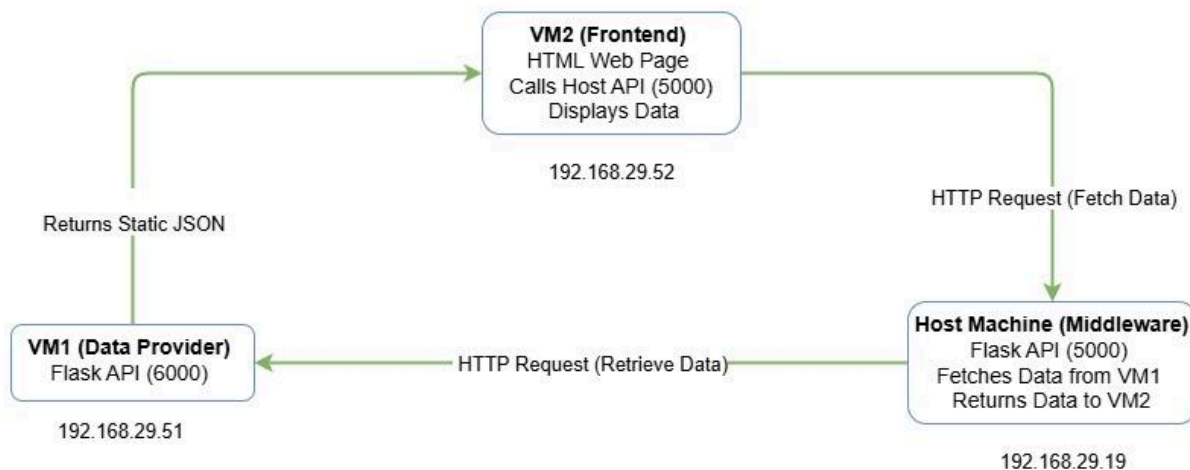 VM2 (Frontend)
HTML Web Page
Calls Host API (5000)
Displays Data
192.168.29.52
HTTP Request (Fetch Data)
Returns Static JSON
Host Machine (Middleware)
Flask API (5000)
Fetches Data from VM1
Returns Data to VM2
192.168.29.19
HTTP Request (Retrieve Data)
VM1 (Data Provider)
Flask API (6000)
192.168.29.51